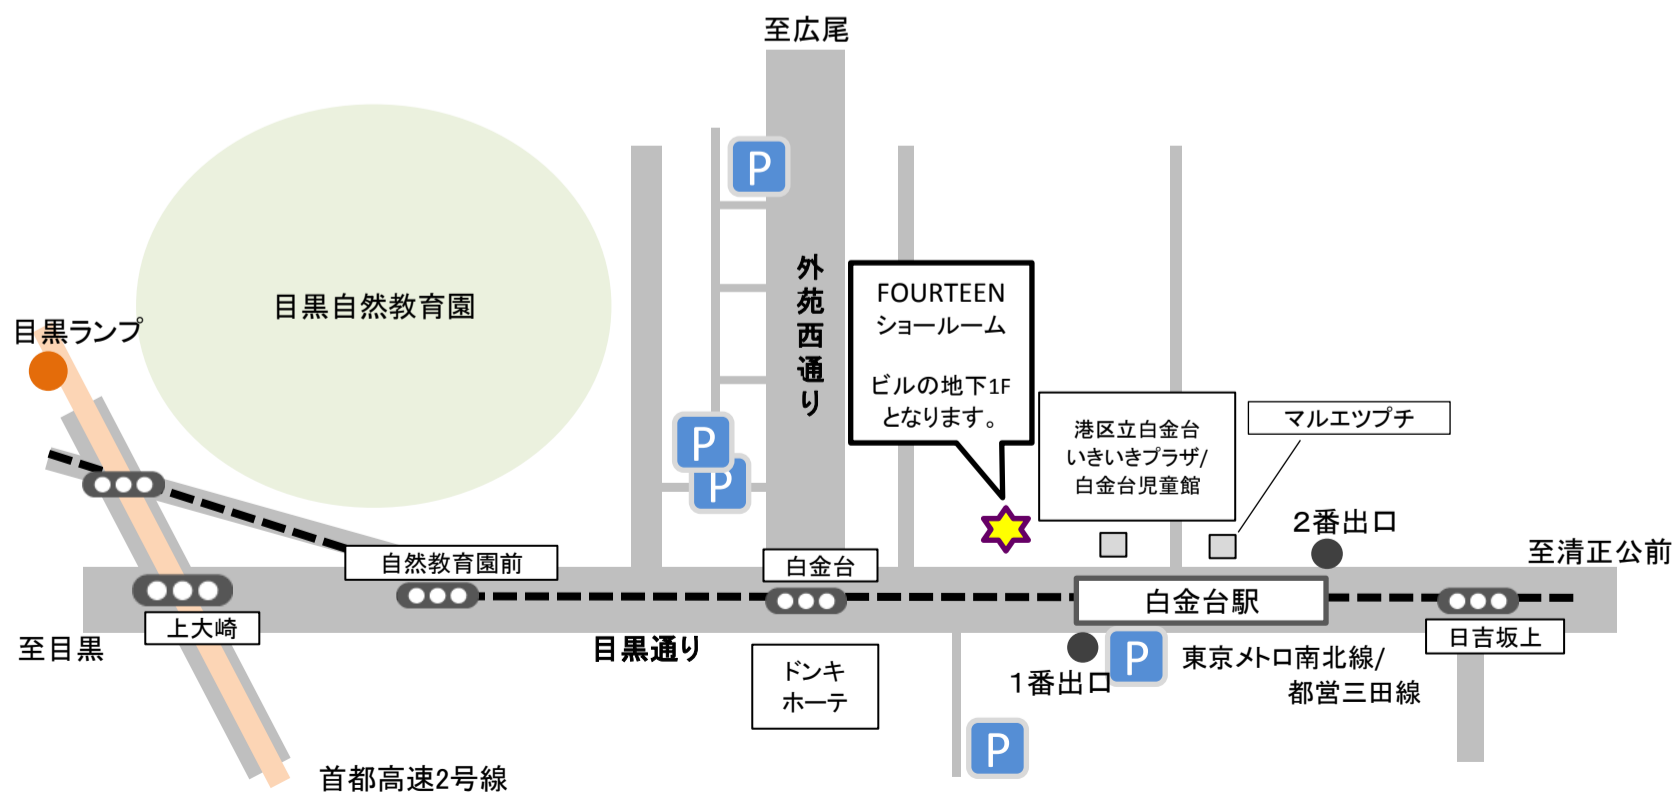 至広尾
目黒自然教育園
目黒ランプ
外苑西通り
P
FOURTEEN
ショールーム
ビルの地下1F
となります。
港区立白金台
いきいきプラザ/
白金台児童館
マルエツプチ
P
P
2番出口
至清正公前
自然教育園前
白金台
白金台駅
上大崎
至目黒
目黒通り
日吉坂上
ドンキ
ホーテ
1番出口
P
東京メトロ南北線/
都営三田線
P
首都高速2号線